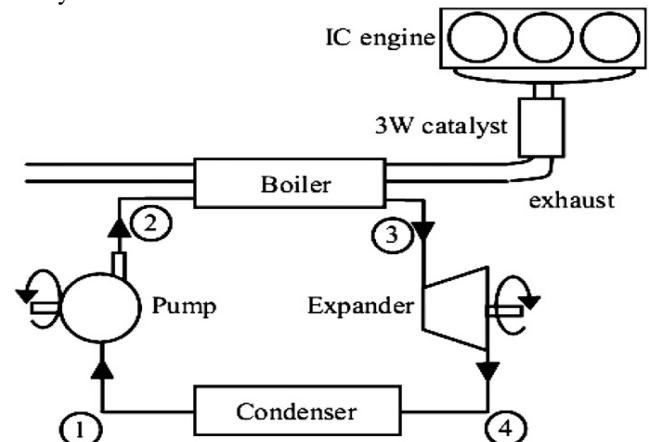 IC engine
3W catalyst
Boiler
exhaust
2
3
Pump
Expander
Condenser
1
4